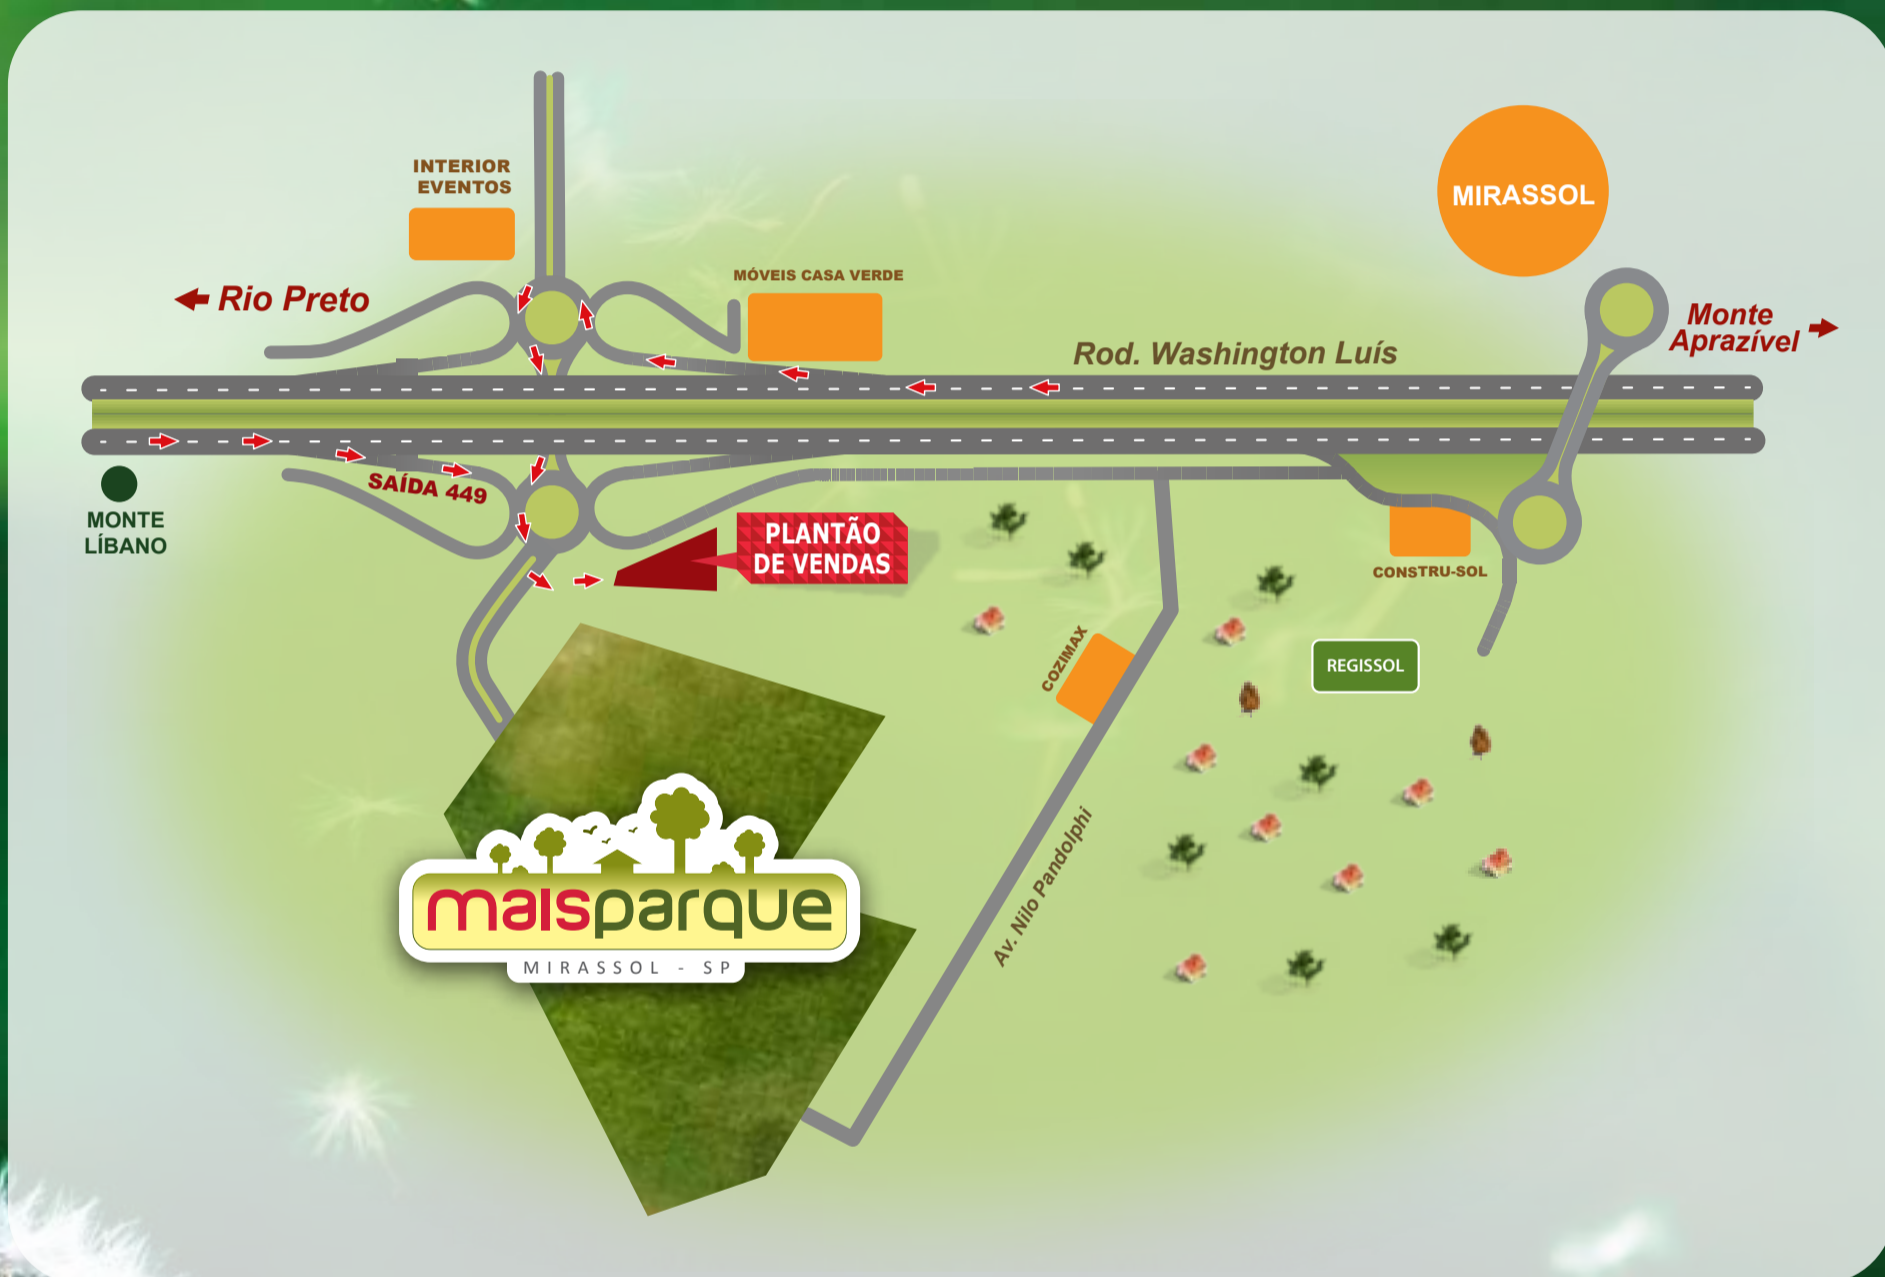 INTERIOR
EVENTOS
MIRASSOL
MÓVEIS CASA VERDE
Rio Preto
Monte
Aprazível
Rod. Washington Luís
SAÍDA 449
MONTE
LÍBANO
PLANTÃO
DE VENDAS
CONSTRU-SOL
COZIMAX
REGISSOL
Av. Nilo Pandolphi
maisparque
MIRASSOL - SP